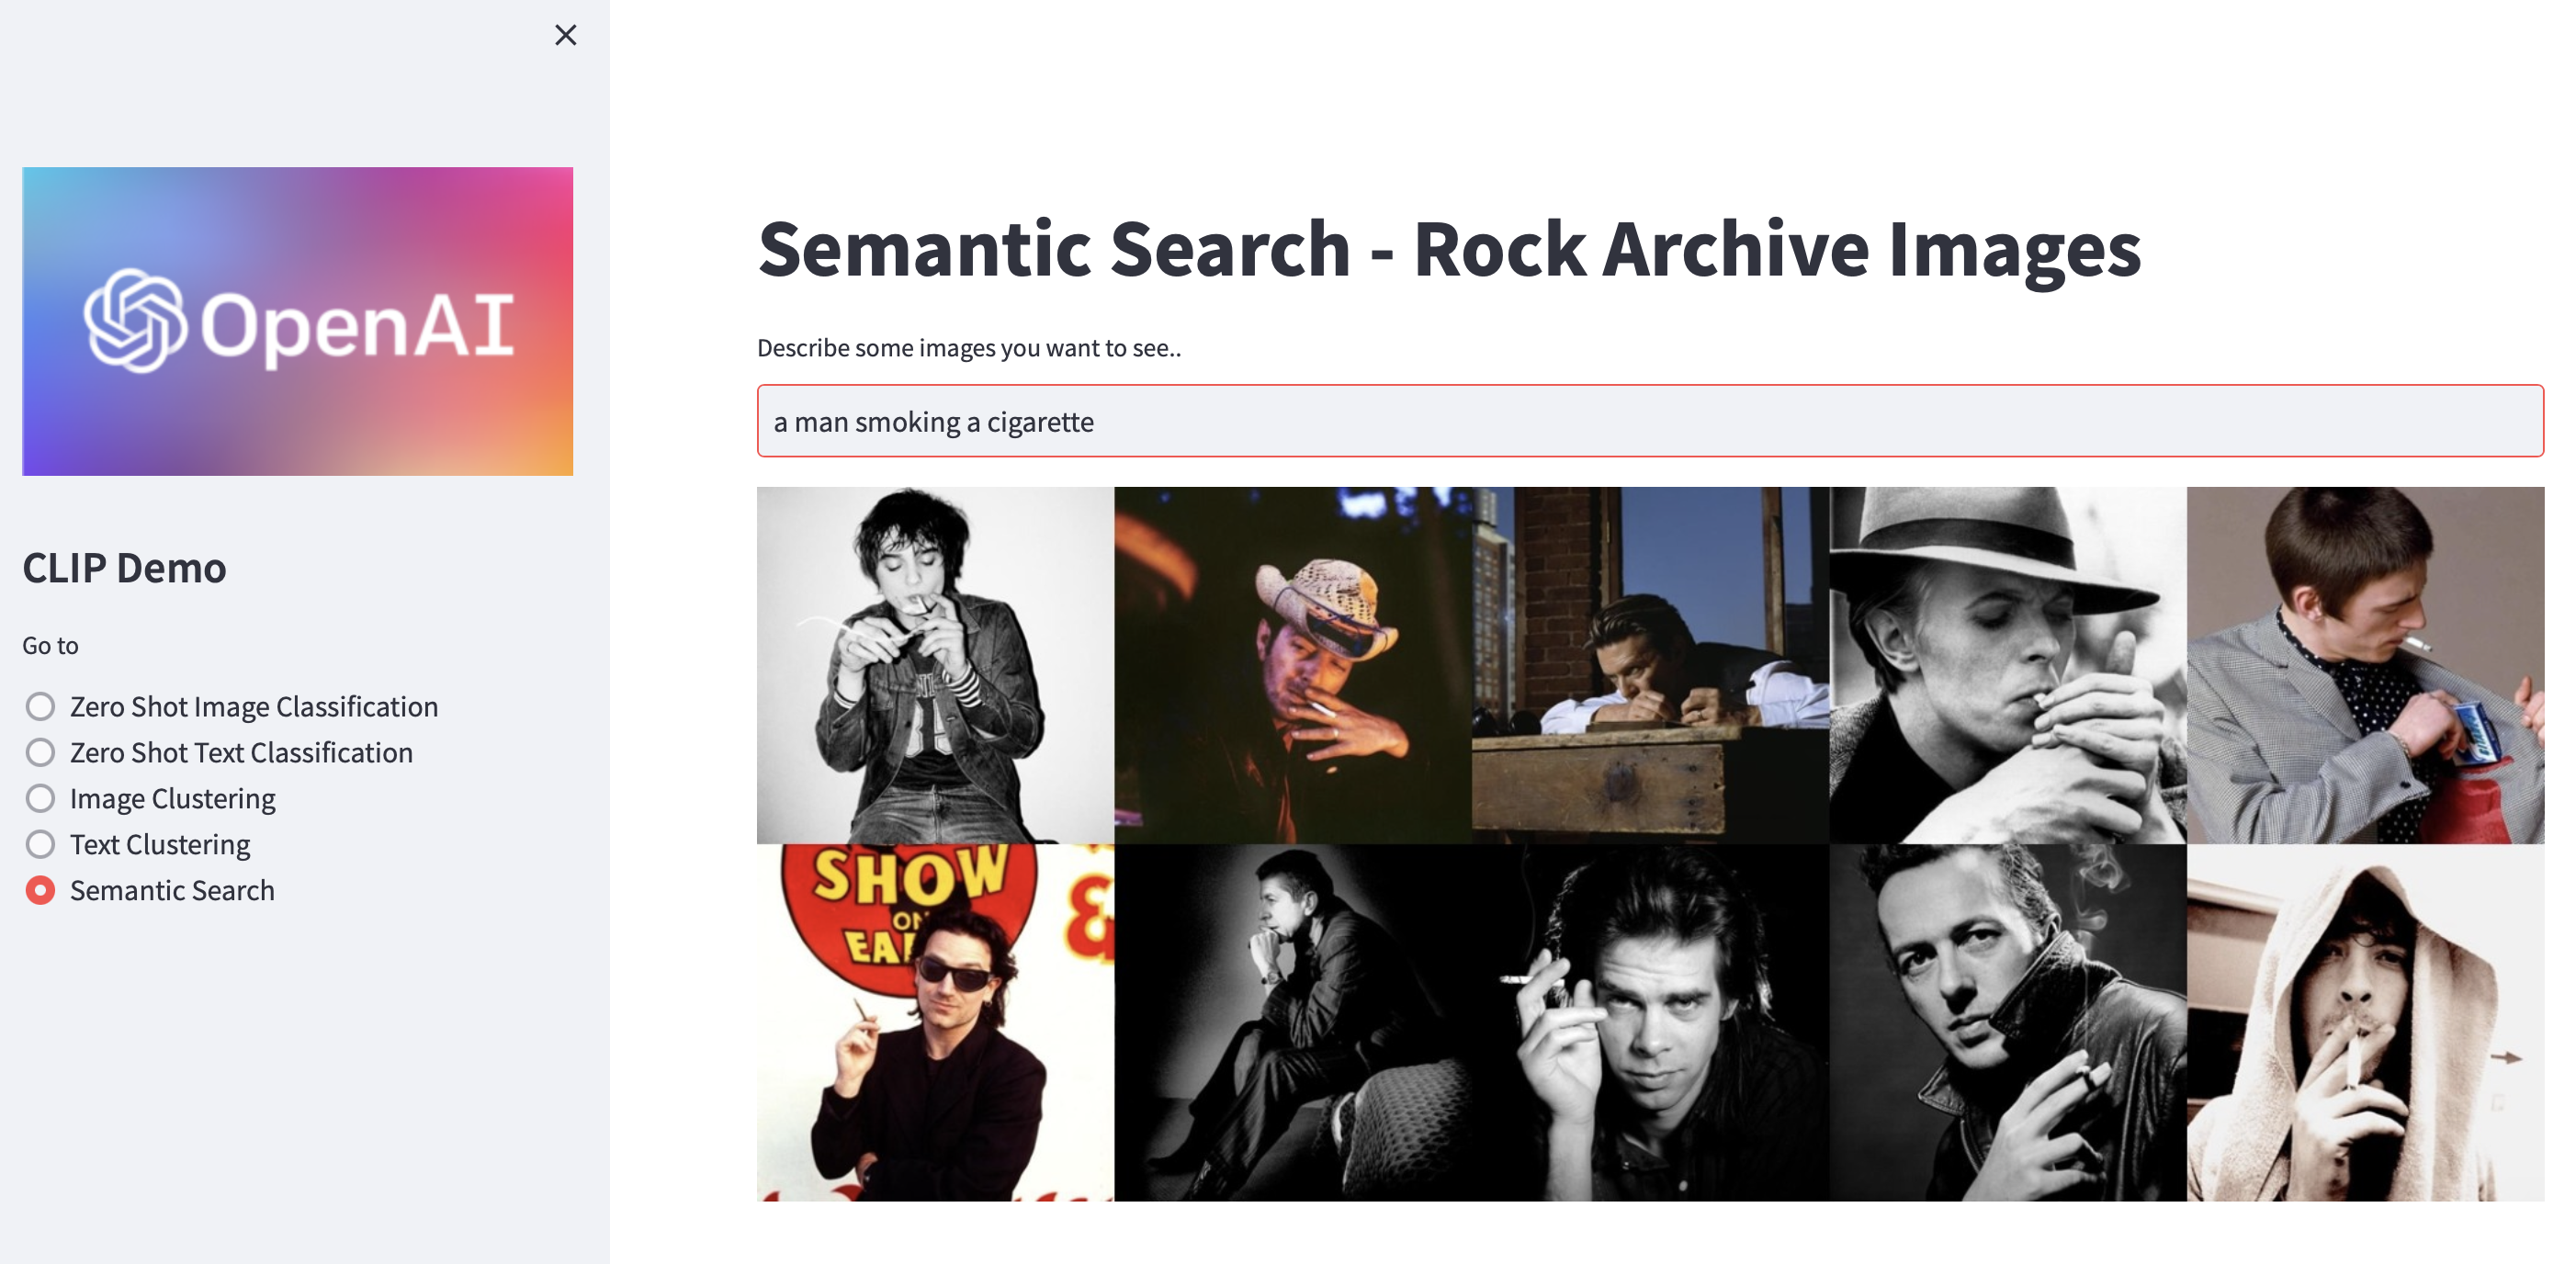 OpenAI
CLIP Demo
Go to
Zero Shot Image Classification
Zero Shot Text Classification
Image Clustering
Text Clustering
Semantic Search
Semantic Search - Rock Archive Images
Describe some images you want to see..
a man smoking a cigarette
SHOW
ON
EA
&